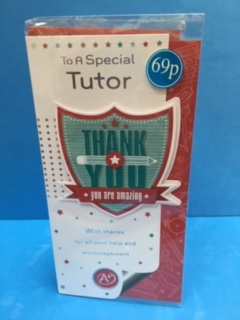 To A Special
Tutor
69p
THANK
YOU
you are amazing
With thanks
for all your help and
encouragement
A+